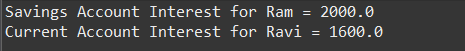 Savings Account Interest for Ram = 2000.0
Current Account Interest for Ravi = 1600.0